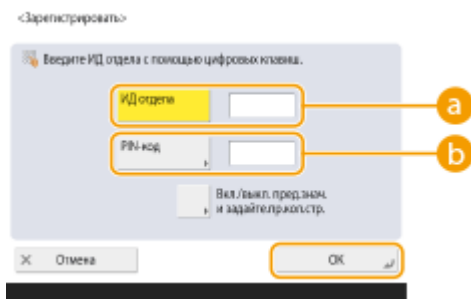 <Зарегистрировать>
Введите ИД отдела с помощью цифровых клавиш.
ИД отдела
a
PIN-код
b
Вкл./выкл. пред.знач.
и задайте.пр.коп.стр.
× Отмена
OK